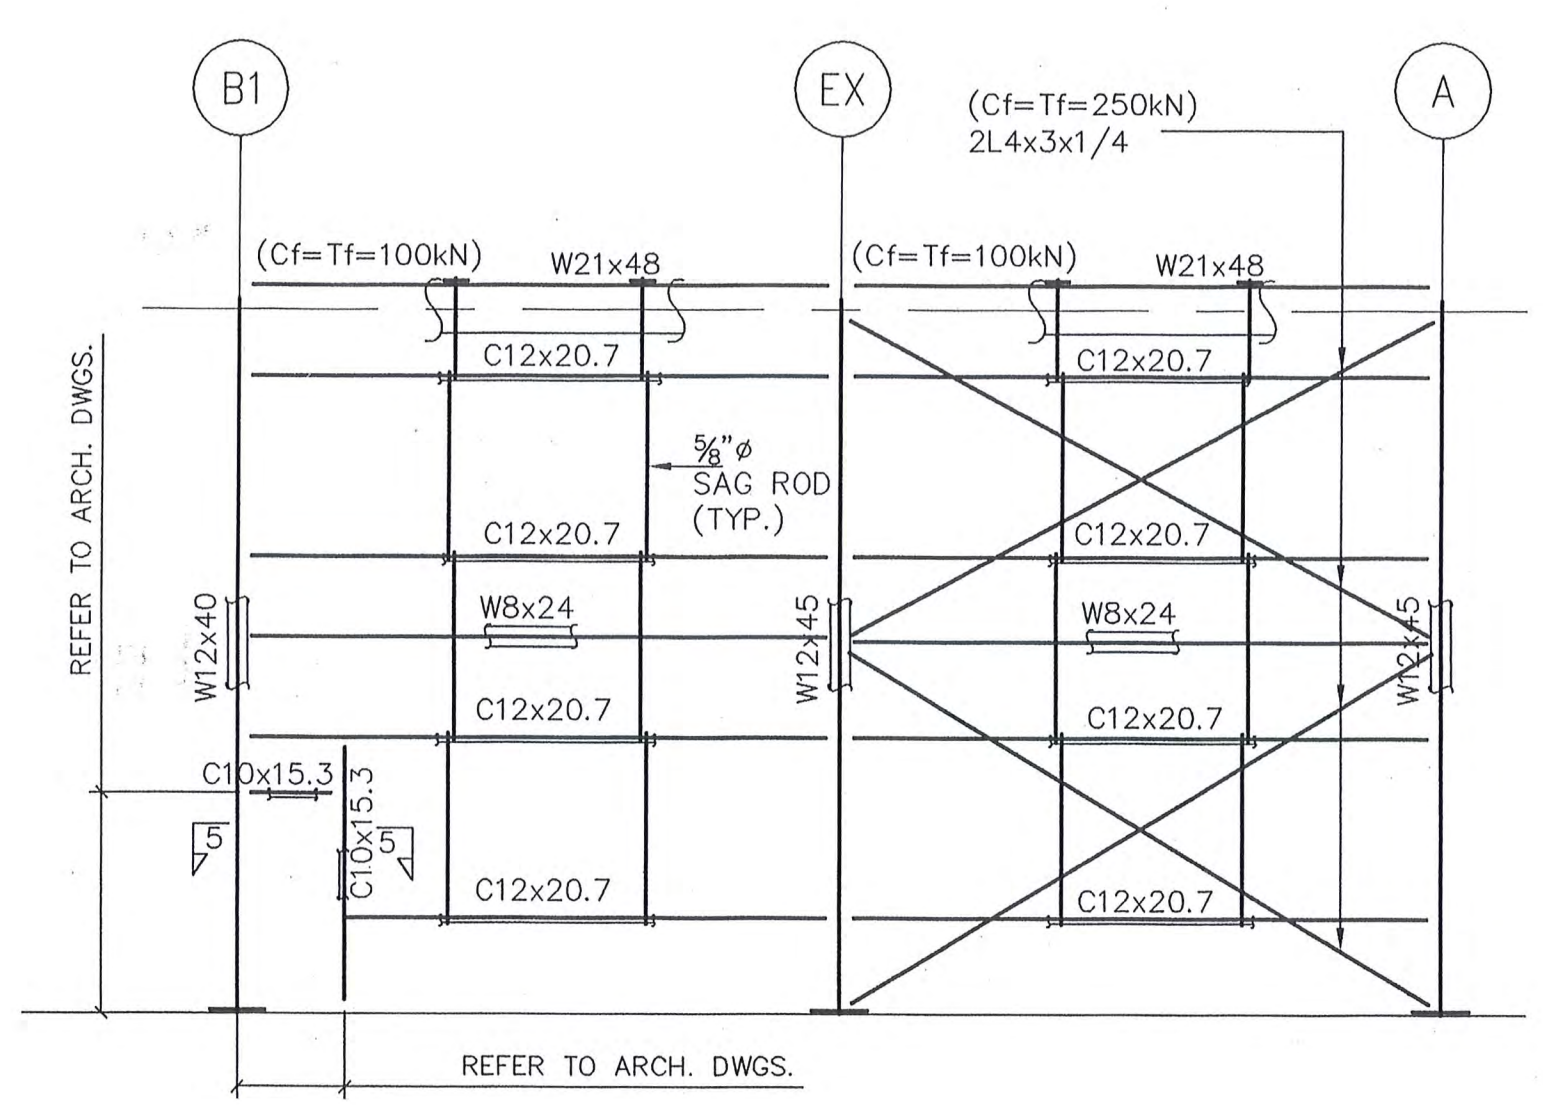 B1
EX
A
(Cf=Tf=250kN)
2L4x3x1/4
(Cf=Tf=100kN)
W21x48
(Cf=Tf=100kN)
W21x48
C12x20.7
C12x20.7
5/8"ø
SAG ROD
(TYP.)
REFER TO ARCH. DWGS.
C12x20.7
C12x20.7
W12x40
W8x24
W12x45
W8x24
W12x45
C12x20.7
C12x20.7
C10x15.3
C10x15.3
5
5
C12x20.7
C12x20.7
REFER TO ARCH. DWGS.